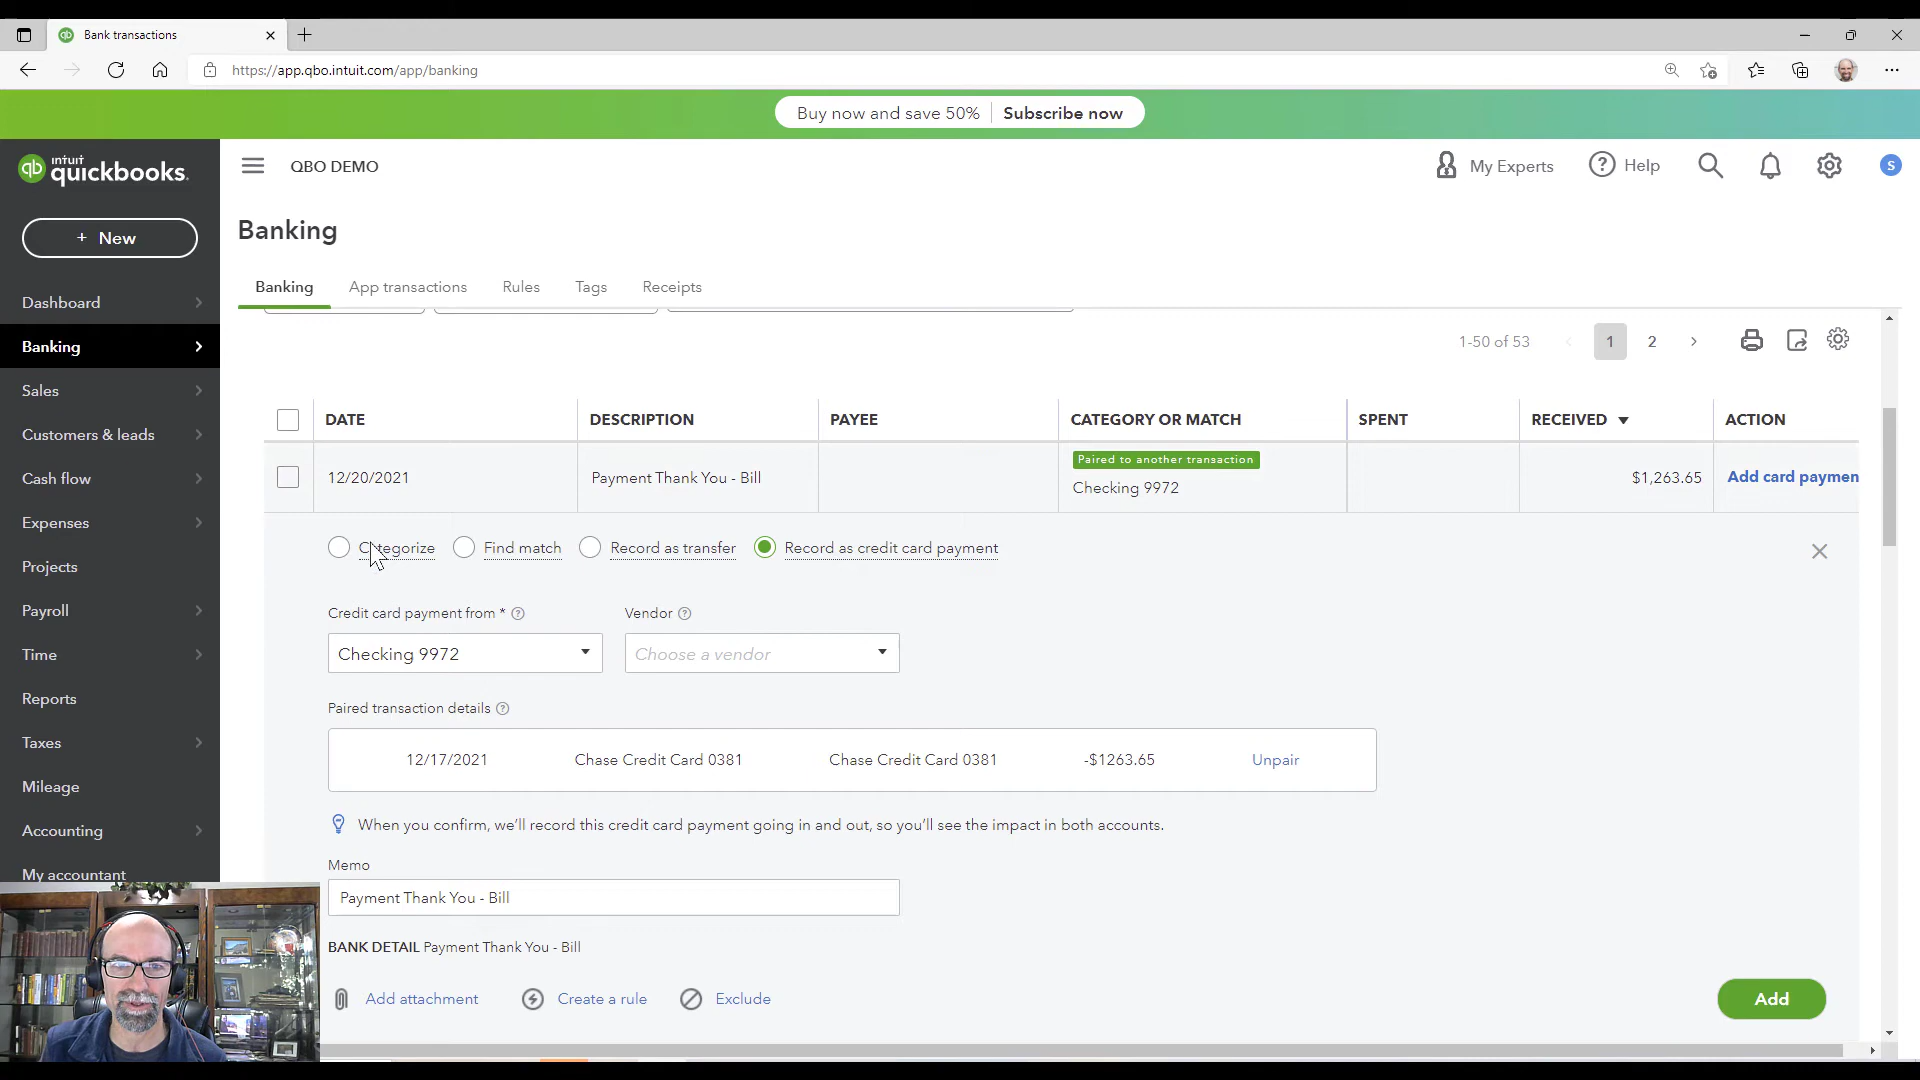 Bank transactions
https://app.qbo.intuit.com/app/banking
Buy now and save 50% Subscribe now
intuit
quickbooks.
QBO DEMO
My Experts
Help
S
+ New
Dashboard
Banking
Sales
Customers & leads
Cash flow
Expenses
Projects
Payroll
Time
Reports
Taxes
Mileage
Accounting
My accountant
Banking
Banking App transactions Rules Tags Receipts
1-50 of 53 1 2
DATE DESCRIPTION PAYEE CATEGORY OR MATCH SPENT RECEIVED ACTION
Paired to another transaction
12/20/2021 Payment Thank You - Bill Checking 9972 $1,263.65 Add card paymen
Categorize Find match Record as transfer Record as credit card payment
Credit card payment from * Vendor
Checking 9972 Choose a vendor
Paired transaction details
12/17/2021 Chase Credit Card 0381 Chase Credit Card 0381 -$1263.65 Unpair
When you confirm, we'll record this credit card payment going in and out, so you'll see the impact in both accounts.
Memo
Payment Thank You - Bill
BANK DETAIL Payment Thank You - Bill
Add attachment Create a rule Exclude
Add